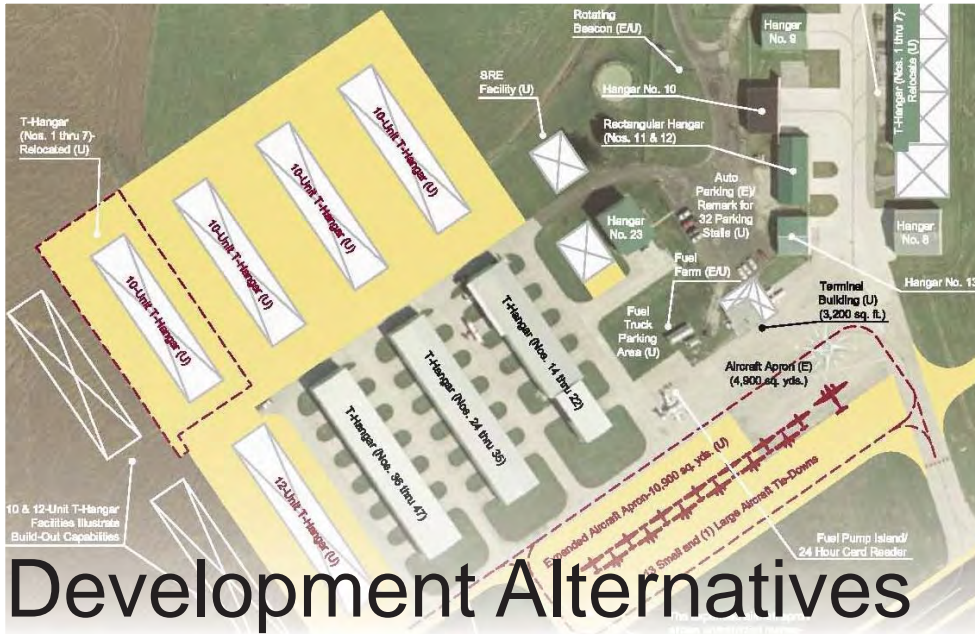 Rotating
Beacon (E/U)
Hangar
No. 9
T-Hangar (Nos. 1 thru 7)-
Relocate (U)
SRE
Facility (U)
Hangar No. 10
T-Hangar
(Nos. 1 thru 7)-
Relocated (U)
Rectangular Hangar
(Nos. 11 & 12)
10-Unit T-Hangar (U)
10-Unit T-Hangar (U)
10-Unit T-Hangar (U)
10-Unit T-Hangar (U)
Auto
Parking (E)/
Remark for
32 Parking
Stalls (U)
Hangar
No. 23
Hangar
No. 8
Fuel
Farm (E/U)
Hangar No. 13
Terminal
Building (U)
(3,200 sq. ft.)
Fuel
Truck
Parking
Area (U)
Aircraft Apron (E)
(4,900 sq. yds.)
T-Hangar (Nos. 14 thru 22)
T-Hangar (Nos. 24 thru 35)
T-Hangar (Nos. 36 thru 47)
12-Unit T-Hangar (U)
Expanded Aircraft Apron-10,900 sq. yds. (U)
13 Small and (1) Large Aircraft Tie-Downs
10 & 12-Unit T-Hangar
Facilities Illustrate
Build-Out Capabilities
Fuel Pump Island/
24 Hour Card Reader
Development Alternatives